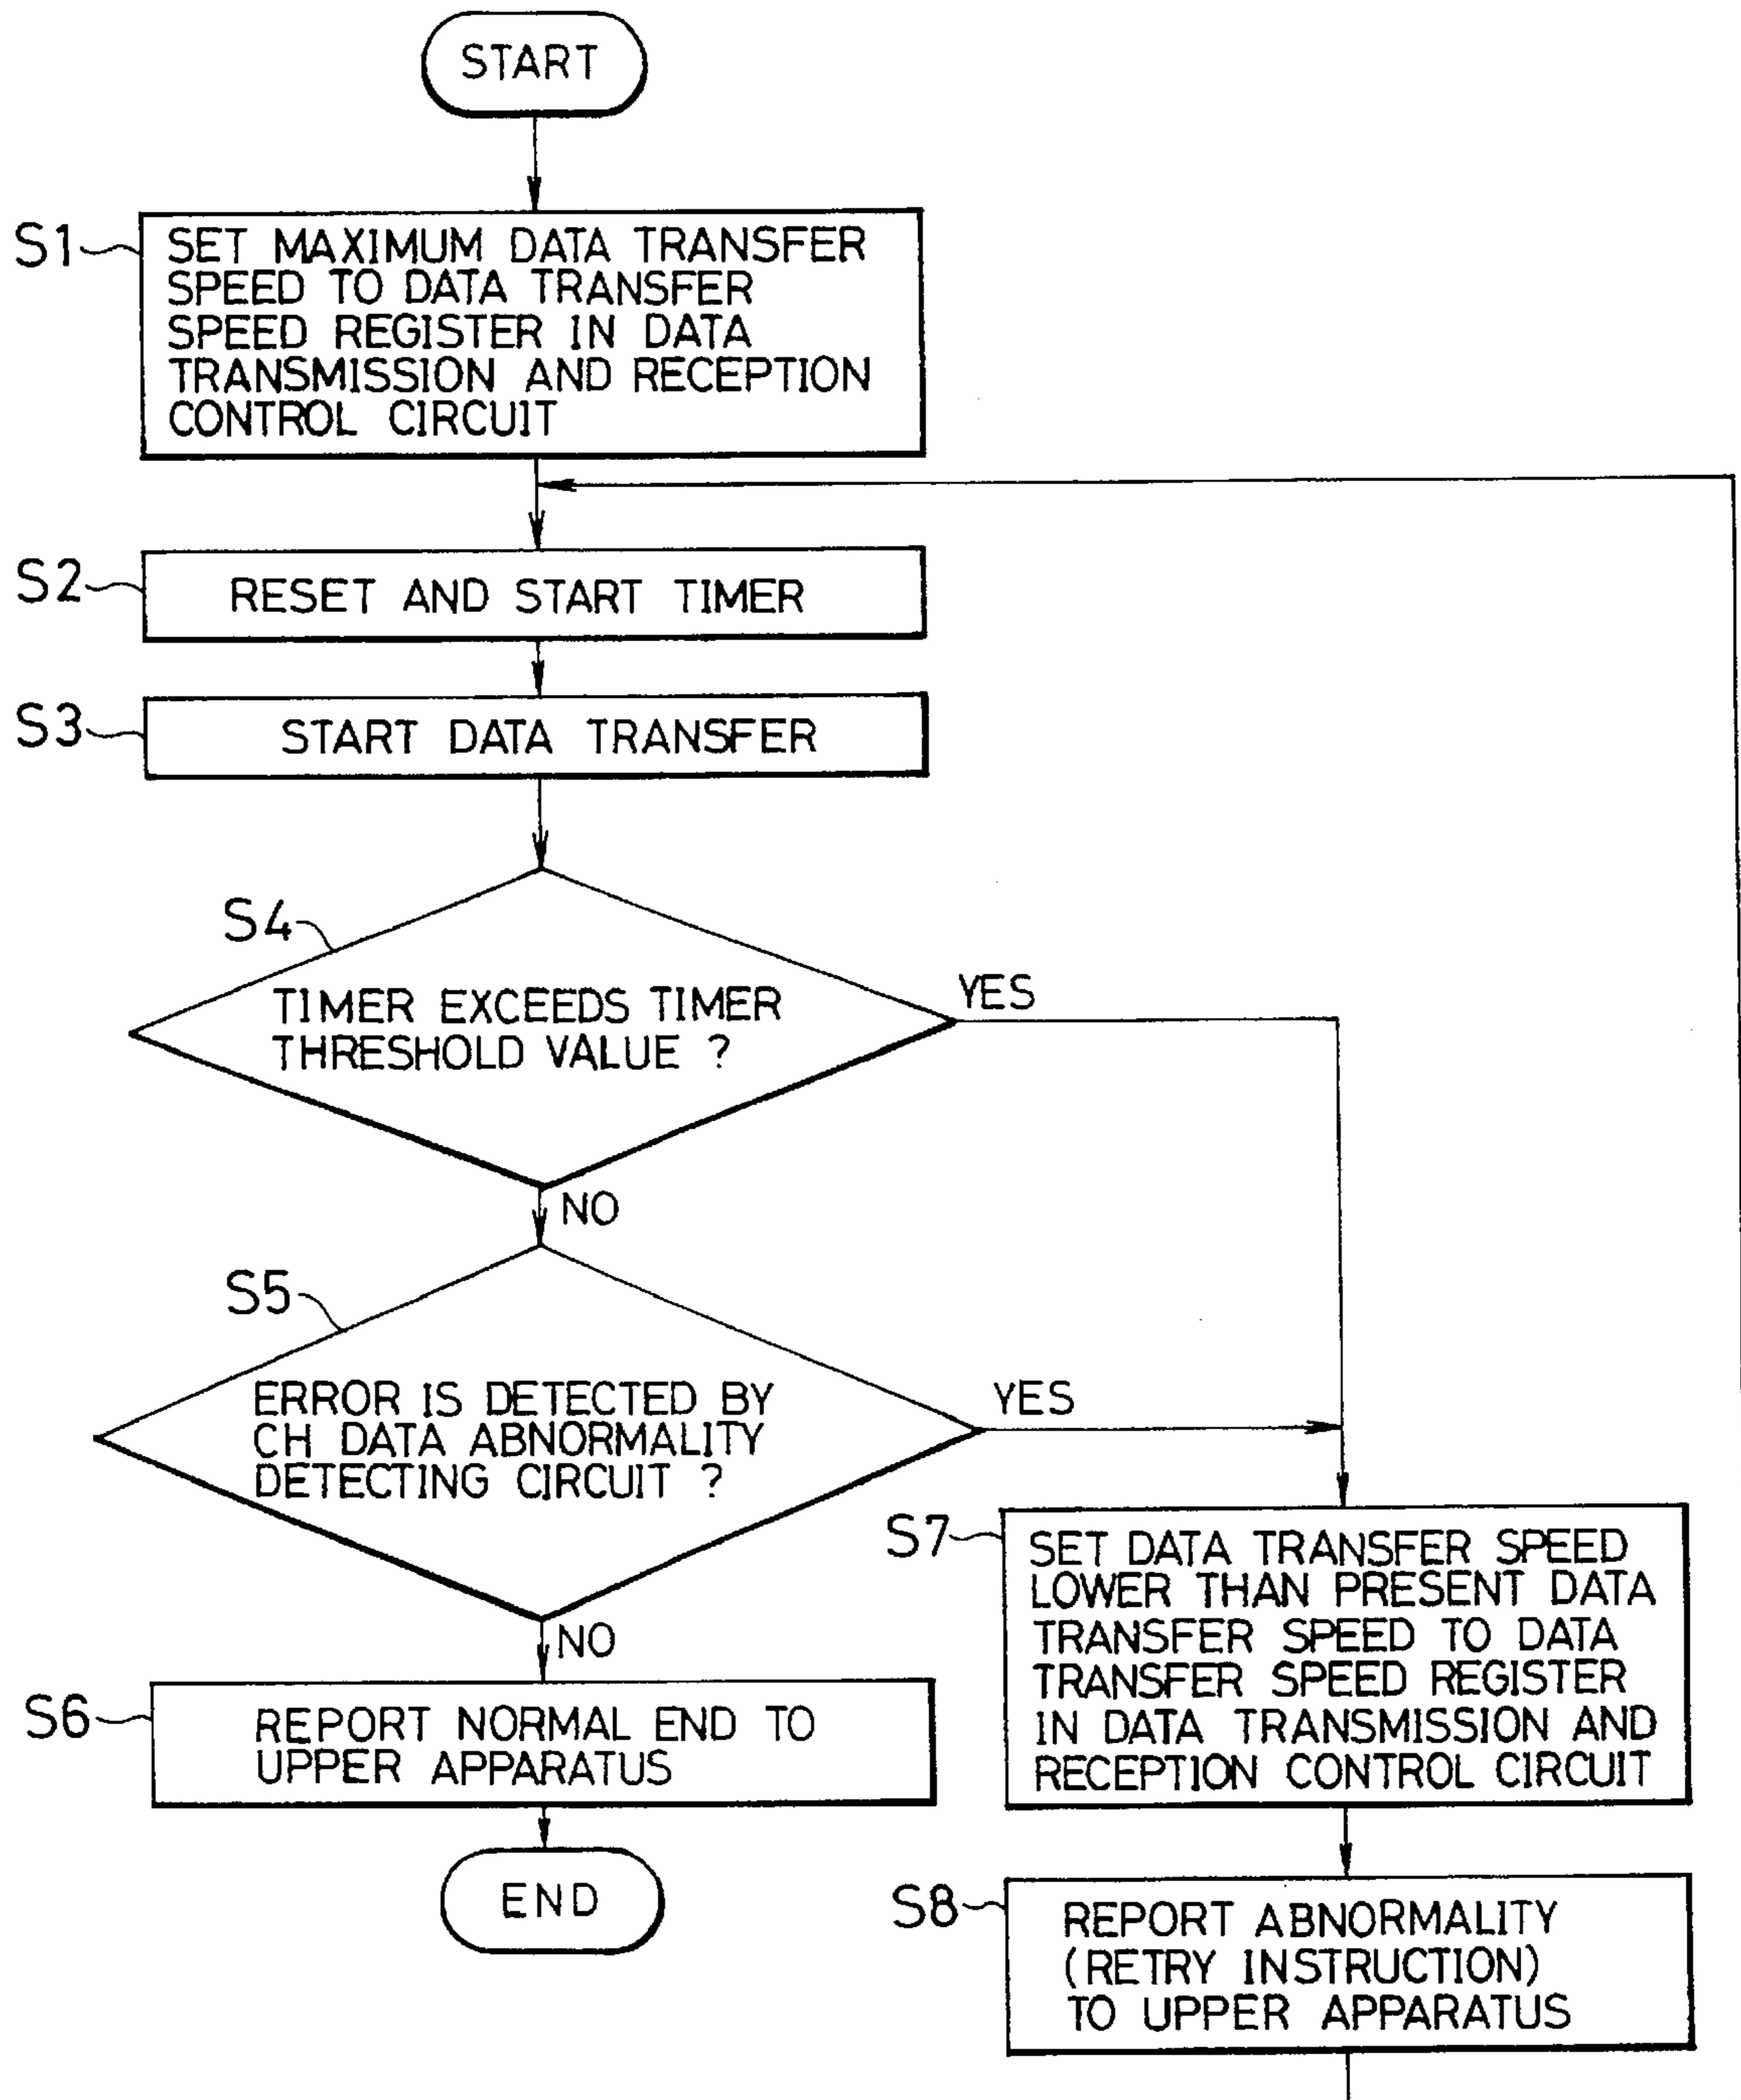 START
S1
SET MAXIMUM DATA TRANSFER
SPEED TO DATA TRANSFER
SPEED REGISTER IN DATA
TRANSMISSION AND RECEPTION
CONTROL CIRCUIT
S2
RESET AND START TIMER
S3
START DATA TRANSFER
S4
TIMER EXCEEDS TIMER
THRESHOLD VALUE ?
YES
NO
S5
ERROR IS DETECTED BY
CH DATA ABNORMALITY
DETECTING CIRCUIT ?
YES
NO
S6
REPORT NORMAL END TO
UPPER APPARATUS
END
S7
SET DATA TRANSFER SPEED
LOWER THAN PRESENT DATA
TRANSFER SPEED TO DATA
TRANSFER SPEED REGISTER
IN DATA TRANSMISSION AND
RECEPTION CONTROL CIRCUIT
S8
REPORT ABNORMALITY
(RETRY INSTRUCTION)
TO UPPER APPARATUS